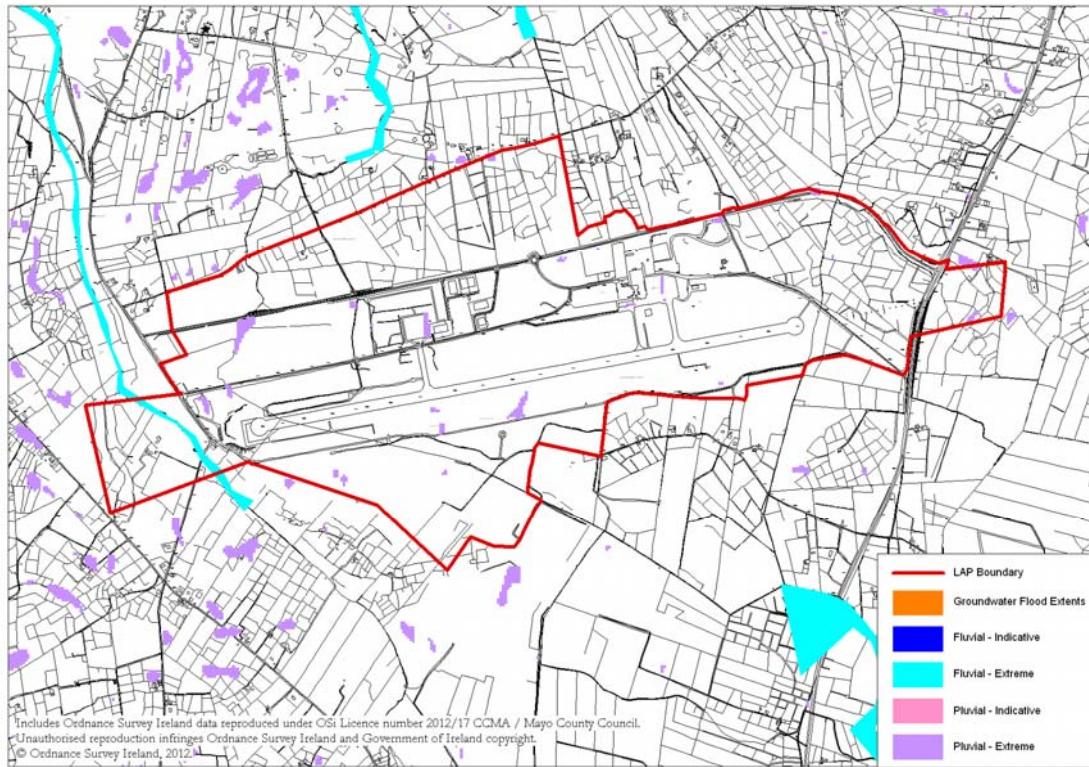 LAP Boundary
Groundwater Flood Extents
Fluvial - Indicative
Fluvial - Extreme
Pluvial - Indicative
Pluvial - Extreme
Includes Ordnance Survey Ireland data reproduced under OSi Licence number 2012/17 CCMA / Mayo County Council.
Unauthorised reproduction infringes Ordnance Survey Ireland and Government of Ireland copyright.
© Ordnance Survey Ireland, 2012.